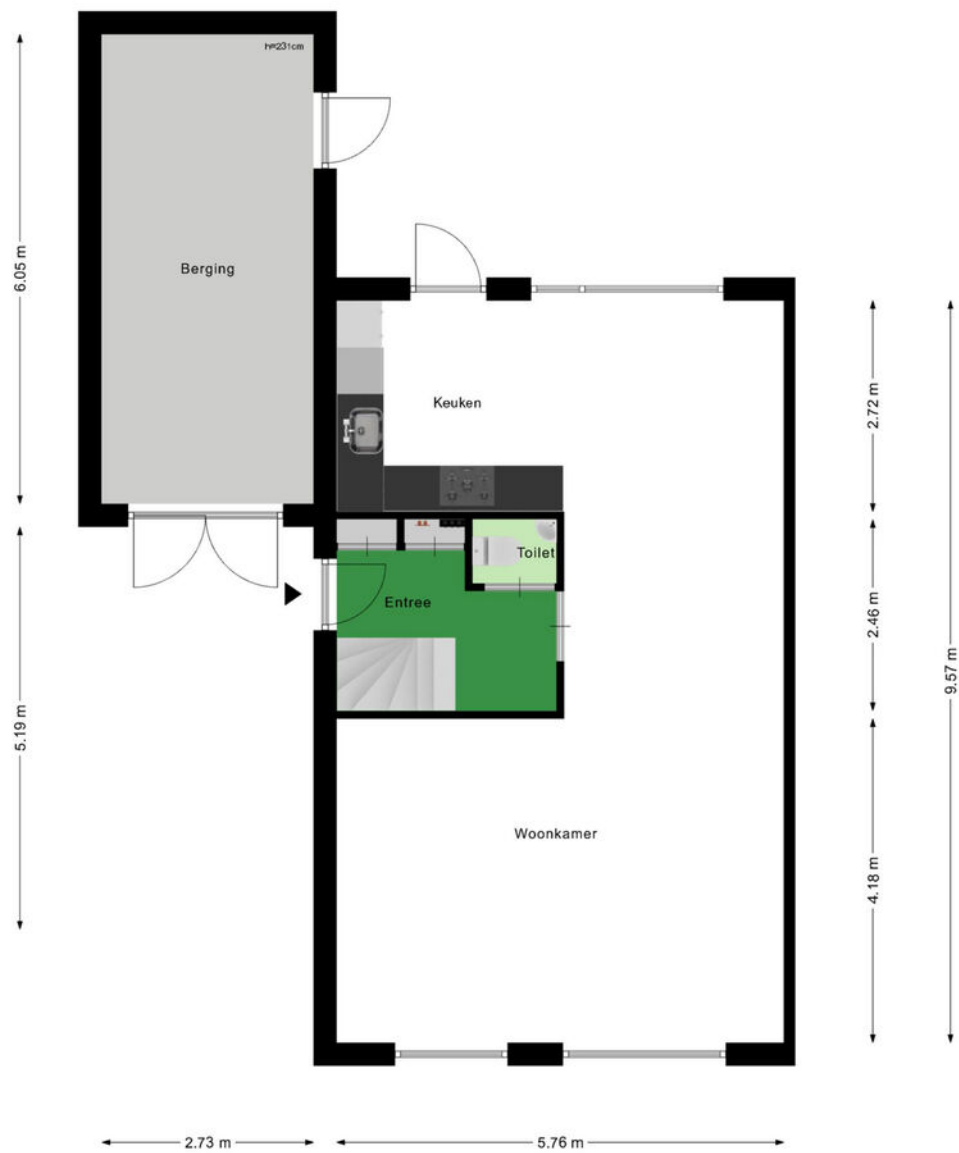 h=231cm
6.05 m
Berging
Keuken
2.72 m
Toilet
Entree
2.46 m
9.57 m
5.19 m
Woonkamer
4.18 m
2.73 m
5.76 m